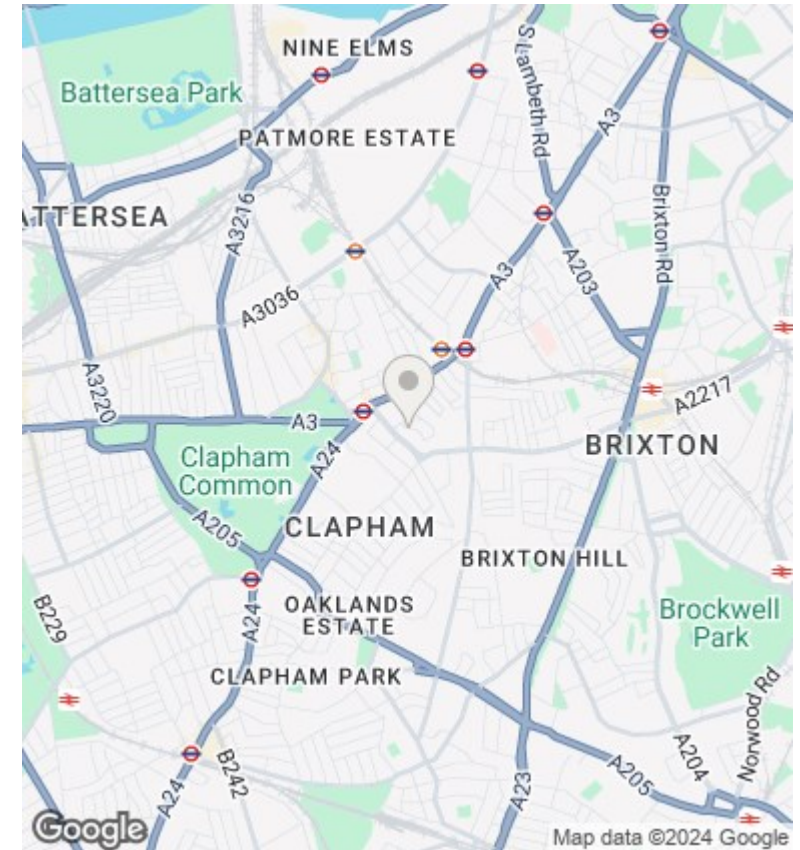 NINE ELMS
Battersea Park
S Lambeth Rd
A3
PATMORE ESTATE
ATTERSEA
A3216
Brixton Rd
A203
A3
A3036
A3220
A2217
A3
BRIXTON
Clapham
Common
A24
CLAPHAM
A205
BRIXTON HILL
B229
A24
OAKLANDS
ESTATE
Brockwell
Park
CLAPHAM PARK
Norwood Rd
A204
B242
A23
A205
A24
Google
Map data ©2024 Google